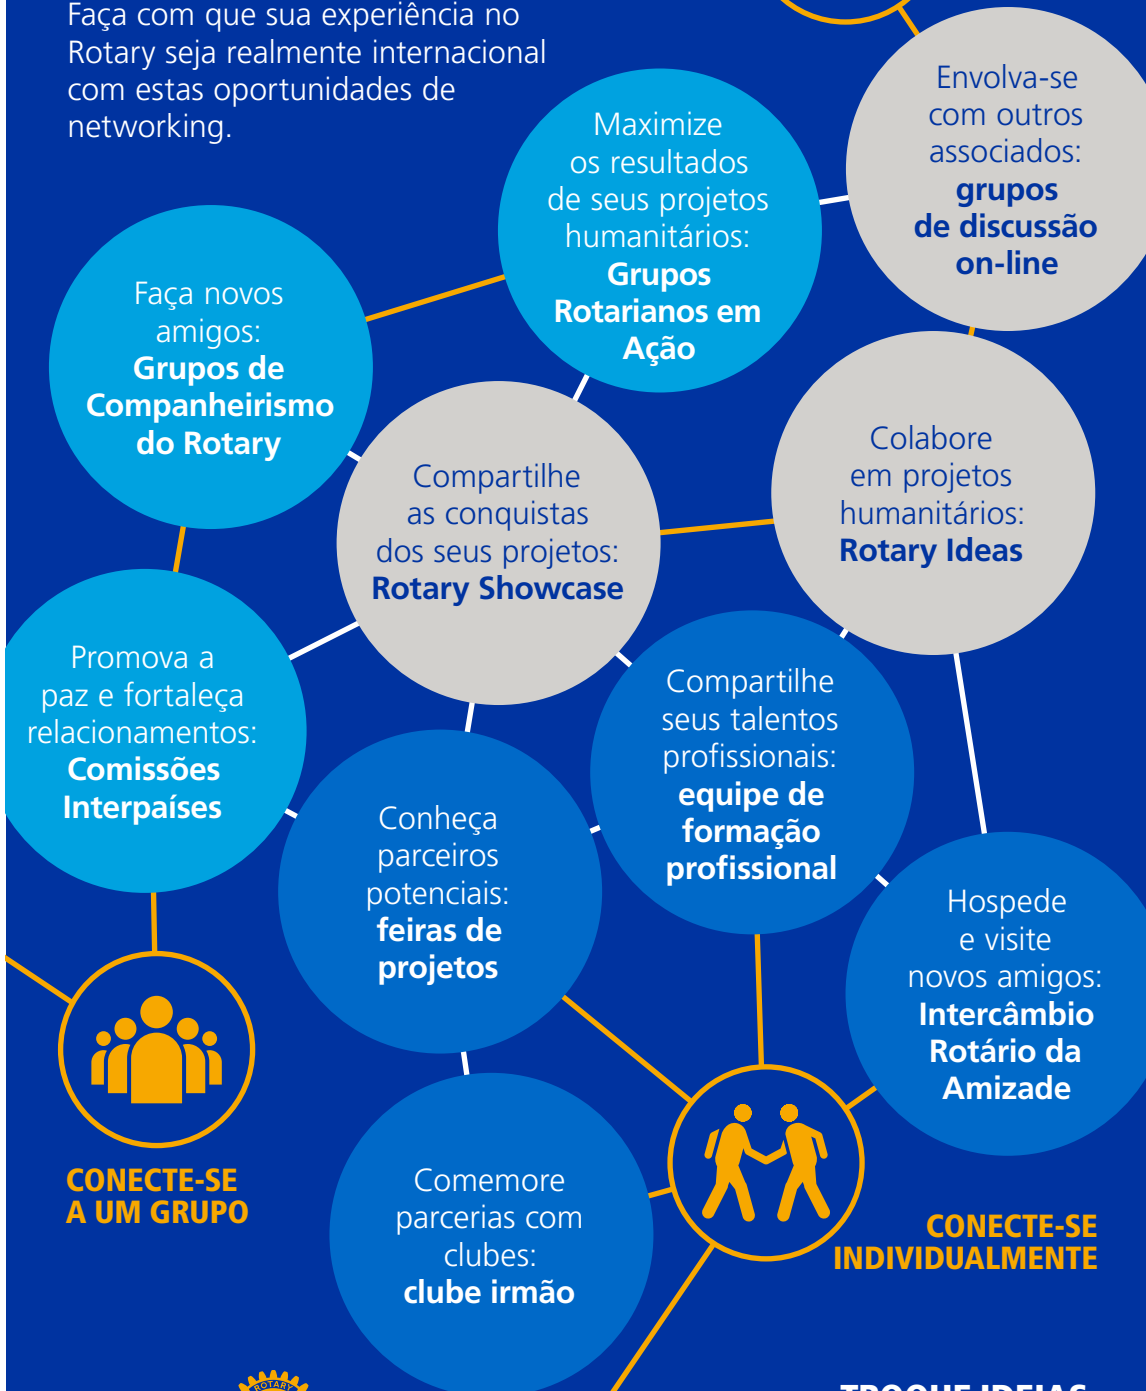 Faça com que sua experiência no
Rotary seja realmente internacional
com estas oportunidades de
networking.
Envolva-se
com outros
associados:
grupos
de discussão
on-line
Maximize
os resultados
de seus projetos
humanitários:
Grupos
Rotarianos em
Ação
Faça novos
amigos:
Grupos de
Companheirismo
do Rotary
Compartilhe
as conquistas
dos seus projetos:
Rotary Showcase
Colabore
em projetos
humanitários:
Rotary Ideas
Promova a
paz e fortaleça
relacionamentos:
Comissões
Interpaíses
Compartilhe
seus talentos
profissionais:
equipe de
formação
profissional
Conheça
parceiros
potenciais:
feiras de
projetos
Hospede
e visite
novos amigos:
Intercâmbio
Rotário da
Amizade
CONECTE-SE
A UM GRUPO
Comemore
parcerias com
clubes:
clube irmão
CONECTE-SE
INDIVIDUALMENTE
ROTARY
TROQUE IDEIAS